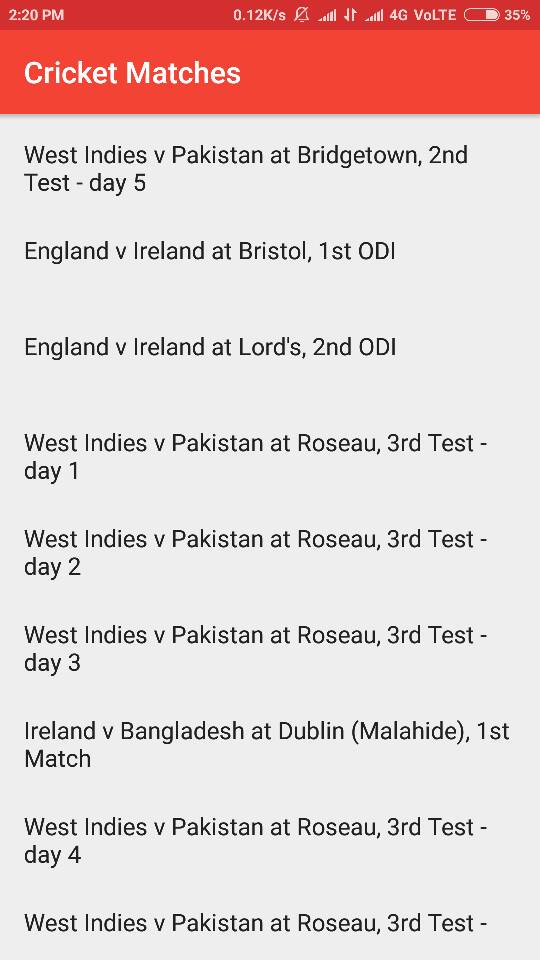 2:20 PM 0.12K/s 4G VoLTE 35%
Cricket Matches
West Indies v Pakistan at Bridgetown, 2nd
Test - day 5
England v Ireland at Bristol, 1st ODI
England v Ireland at Lord's, 2nd ODI
West Indies v Pakistan at Roseau, 3rd Test -
day 1
West Indies v Pakistan at Roseau, 3rd Test -
day 2
West Indies v Pakistan at Roseau, 3rd Test -
day 3
Ireland v Bangladesh at Dublin (Malahide), 1st
Match
West Indies v Pakistan at Roseau, 3rd Test -
day 4
West Indies v Pakistan at Roseau, 3rd Test -